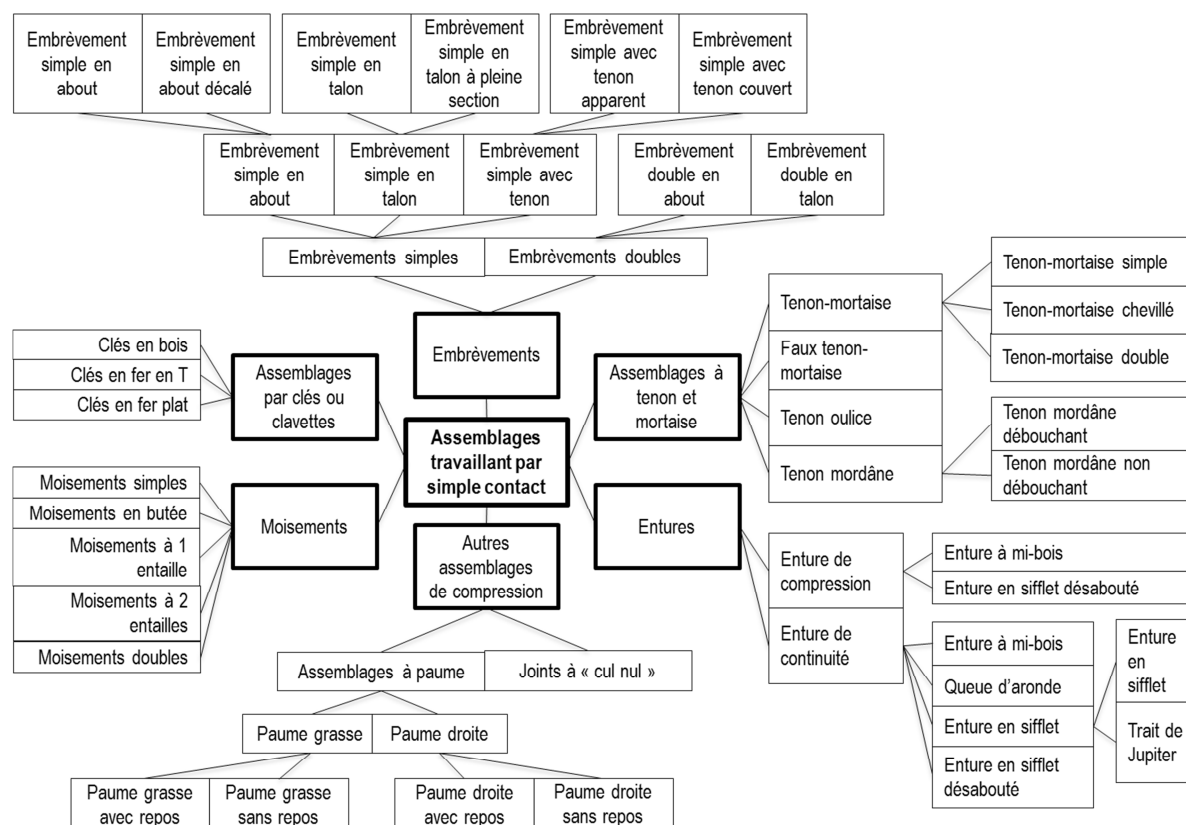 Embrèvement
simple en
about
Embrèvement
simple en
about décalé
Embrèvement
simple en
talon
Embrèvement
simple en
talon à pleine
section
Embrèvement
simple avec
tenon
apparent
Embrèvement
simple avec
tenon couvert
Embrèvement
simple en
about
Embrèvement
simple en
talon
Embrèvement
simple avec
tenon
Embrèvement
double en
about
Embrèvement
double en
talon
Embrèvements simples
Embrèvements doubles
Embrèvements
Clés en bois
Clés en fer en T
Clés en fer plat
Assemblages
par clés ou
clavettes
Assemblages
travaillant par
simple contact
Assemblages à
tenon et
mortaise
Tenon-mortaise
Faux tenon-
mortaise
Tenon oulice
Tenon mordâne
Tenon-mortaise simple
Tenon-mortaise chevillé
Tenon-mortaise double
Tenon mordâne
débouchant
Tenon mordâne non
débouchant
Moisements simples
Moisements en butée
Moisements à 1
entaille
Moisements à 2
entailles
Moisements doubles
Moisements
Autres
assemblages
de compression
Entures
Enture de
compression
Enture de
continuité
Enture à mi-bois
Enture en sifflet désabouté
Enture à mi-bois
Queue d'aronde
Enture en sifflet
Enture en sifflet
désabouté
Enture
en
sifflet
Trait de
Jupiter
Assemblages à paume
Joints à « cul nul »
Paume grasse
Paume droite
Paume grasse
avec repos
Paume grasse
sans repos
Paume droite
avec repos
Paume droite
sans repos